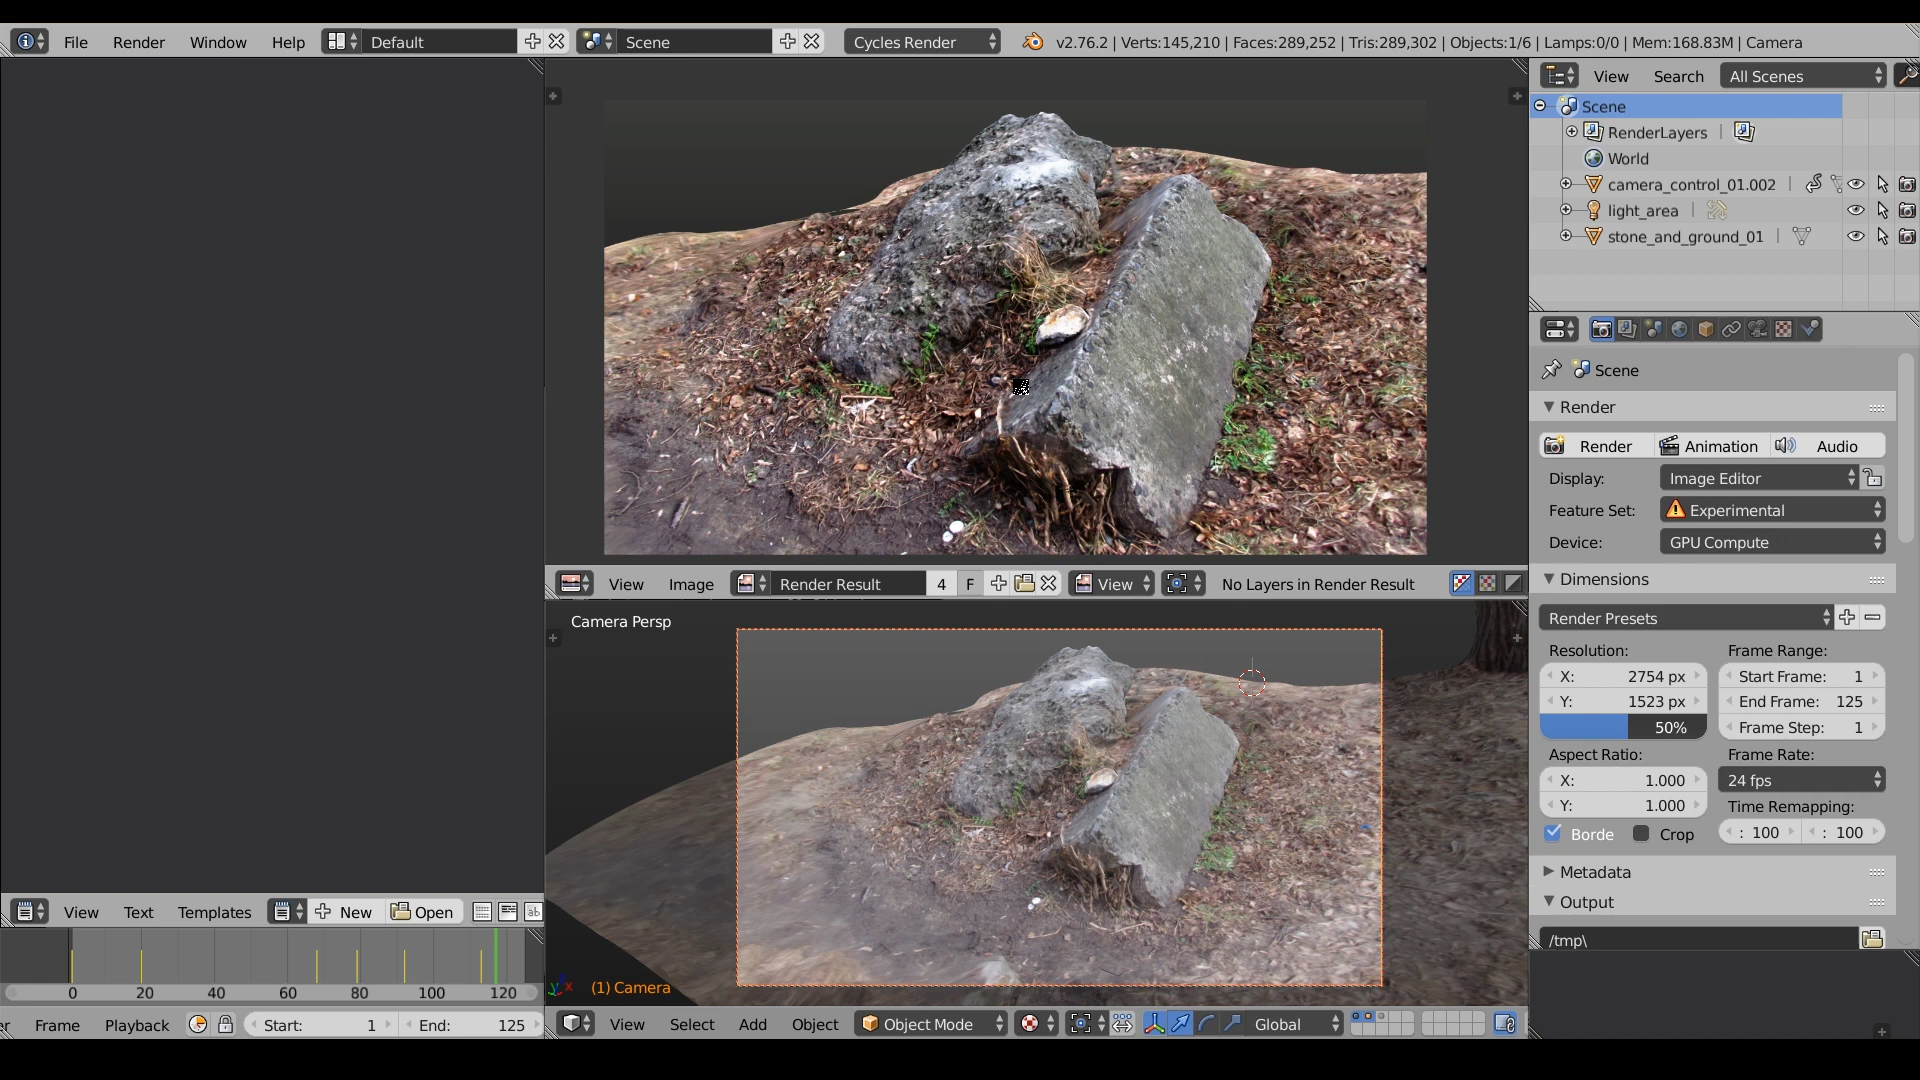 File Render Window Help Default Scene Cycles Render v2.76.2 | Verts:145,210 | Faces:289,252 | Tris:289,302 | Objects:1/6 | Lamps:0/0 | Mem:168.83M | Camera
View Search All Scenes
Scene
RenderLayers
World
camera_control_01.002
light_area
stone_and_ground_01
Scene
Render
Render Animation Audio
Display: Image Editor
Feature Set: Experimental
Device: GPU Compute
Dimensions
Render Presets
Resolution: Frame Range:
X: 2754 px Start Frame: 1
Y: 1523 px End Frame: 125
50% Frame Step: 1
Aspect Ratio: Frame Rate:
X: 1.000 24 fps
Y: 1.000 Time Remapping:
Borde Crop : 100 : 100
Metadata
Output
/tmp\
View Image Render Result 4 F View No Layers in Render Result
Camera Persp
(1) Camera
View Select Add Object Object Mode Global
View Text Templates New Open ab
0 20 40 60 80 100 120
er Frame Playback Start: 1 End: 125